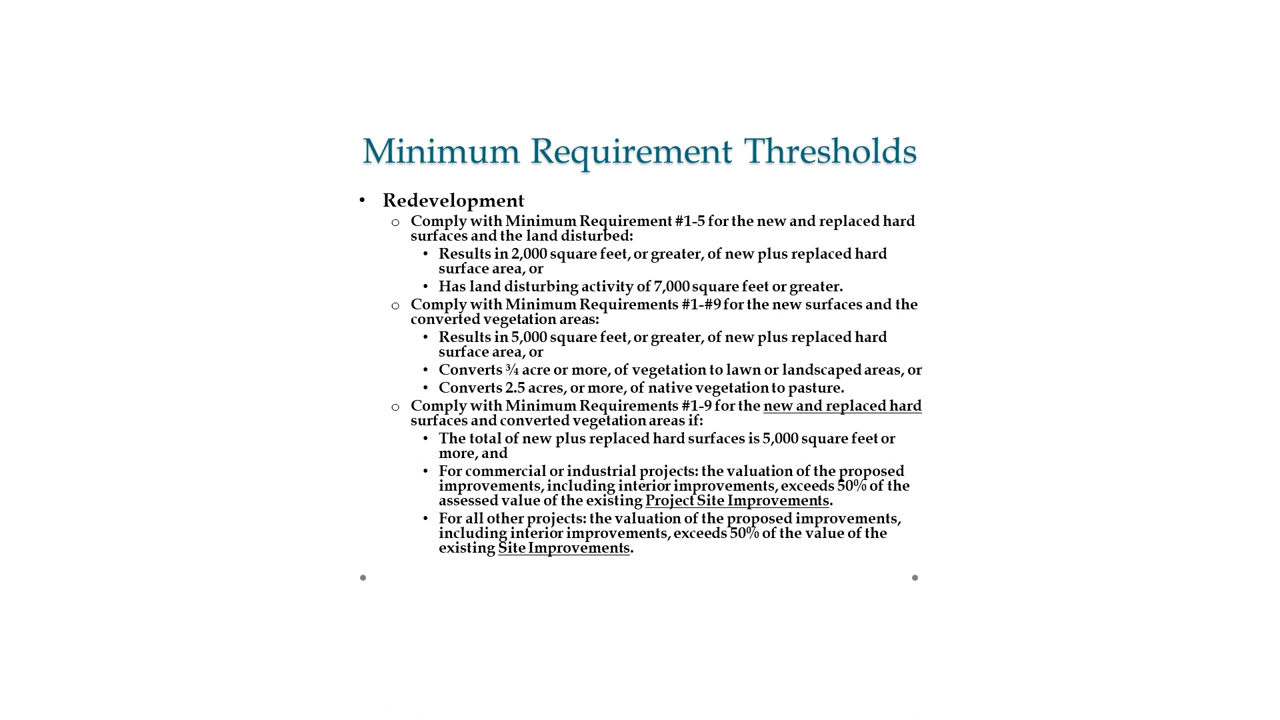 Minimum Requirement Thresholds
• Redevelopment
o Comply with Minimum Requirement #1-5 for the new and replaced hard
surfaces and the land disturbed:
• Results in 2,000 square feet, or greater, of new plus replaced hard
surface area, or
• Has land disturbing activity of 7,000 square feet or greater.
o Comply with Minimum Requirements #1-#9 for the new surfaces and the
converted vegetation areas:
• Results in 5,000 square feet, or greater, of new plus replaced hard
surface area, or
• Converts ¾ acre or more, of vegetation to lawn or landscaped areas, or
• Converts 2.5 acres, or more, of native vegetation to pasture.
o Comply with Minimum Requirements #1-9 for the new and replaced hard
surfaces and converted vegetation areas if:
• The total of new plus replaced hard surfaces is 5,000 square feet or
more, and
• For commercial or industrial projects: the valuation of the proposed
improvements, including interior improvements, exceeds 50% of the
assessed value of the existing Project Site Improvements.
• For all other projects: the valuation of the proposed improvements,
including interior improvements, exceeds 50% of the value of the
existing Site Improvements.